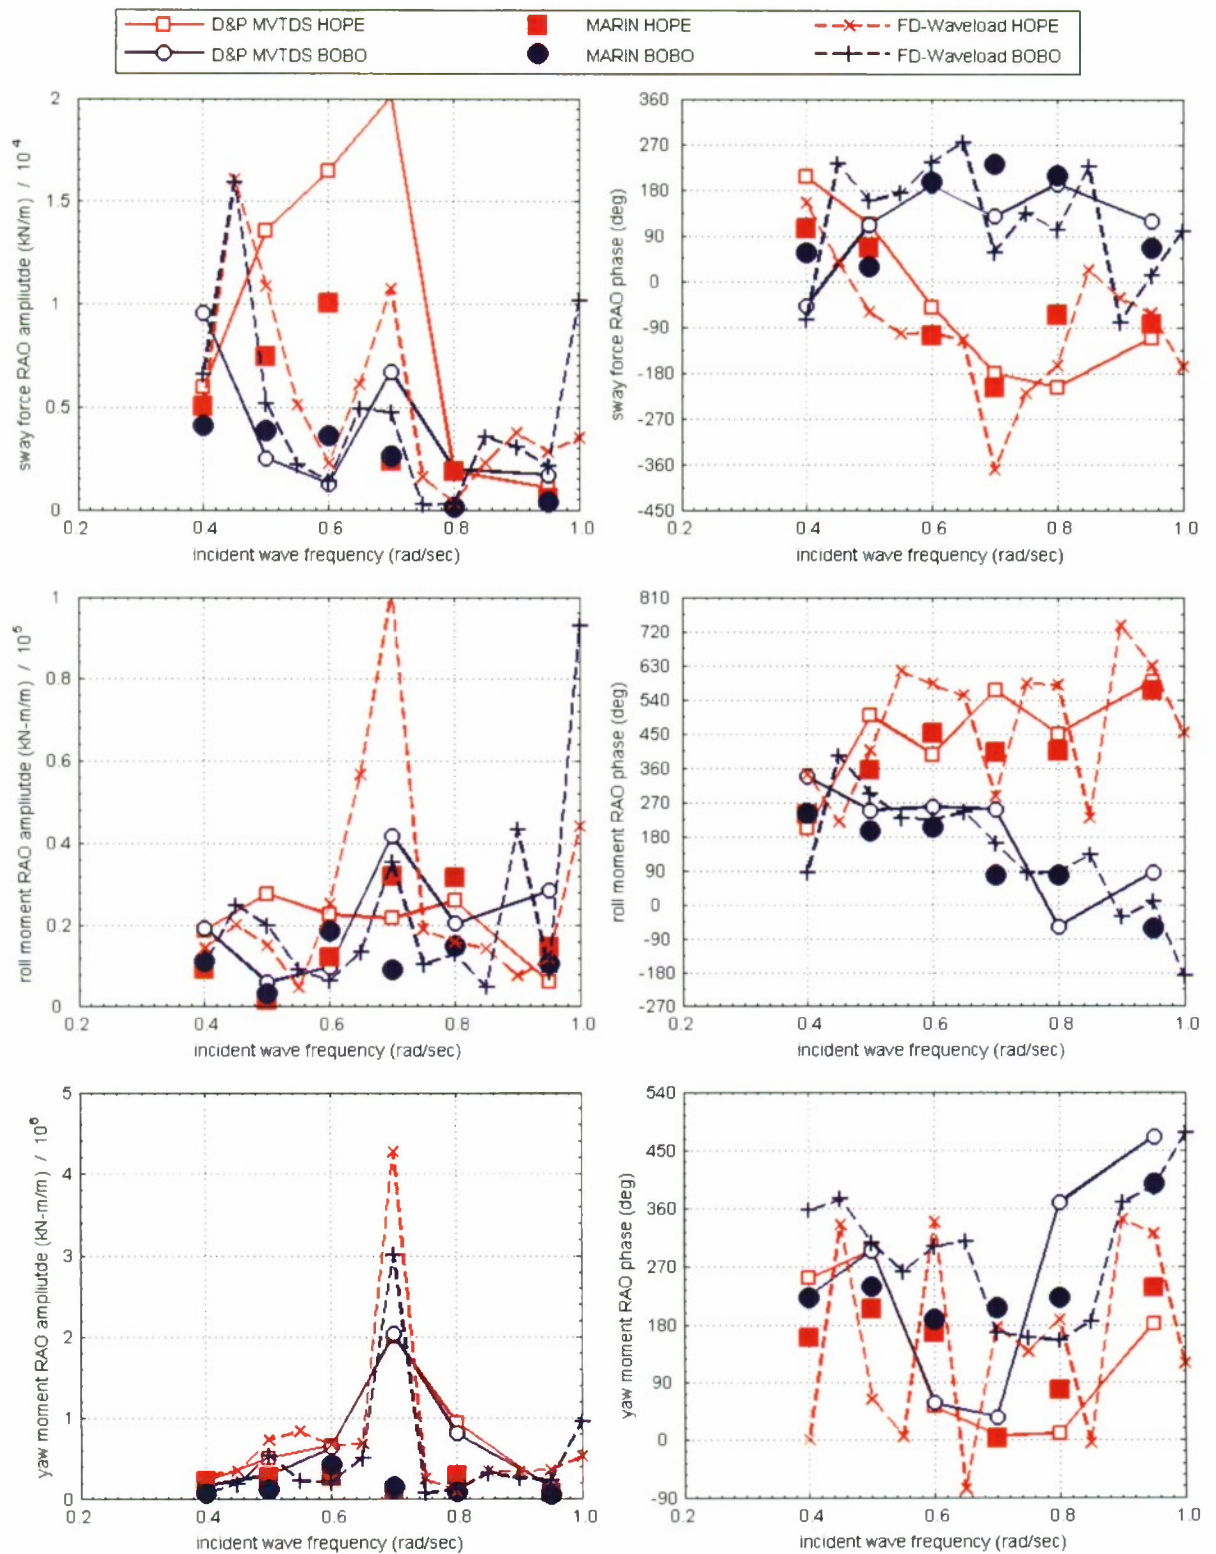 D&P MVTDS HOPE MARIN HOPE FD-Waveload HOPE
D&P MVTDS BOBO MARIN BOBO FD-Waveload BOBO
sway force RAO ampliutde (kN/m) / 10^4
2
1.5
1
0.5
0
0.2 0.4 0.6 0.8 1.0
incident wave frequency (rad/sec)
sway force RAO phase (deg)
360
270
180
90
0
-90
-180
-270
-360
-450
0.2 0.4 0.6 0.8 1.0
incident wave frequency (rad/sec)
roll moment RAO ampliutde (kN-m/m) / 10^5
1
0.8
0.6
0.4
0.2
0
0.2 0.4 0.6 0.8 1.0
incident wave frequency (rad/sec)
roll moment RAO phase (deg)
810
720
630
540
450
360
270
180
90
0
-90
-180
-270
0.2 0.4 0.6 0.8 1.0
incident wave frequency (rad/sec)
yaw moment RAO ampliutde (kN-m/m) / 10^6
5
4
3
2
1
0
0.2 0.4 0.6 0.8 1.0
incident wave frequency (rad/sec)
yaw moment RAO phase (deg)
540
450
360
270
180
90
0
-90
0.2 0.4 0.6 0.8 1.0
incident wave frequency (rad/sec)